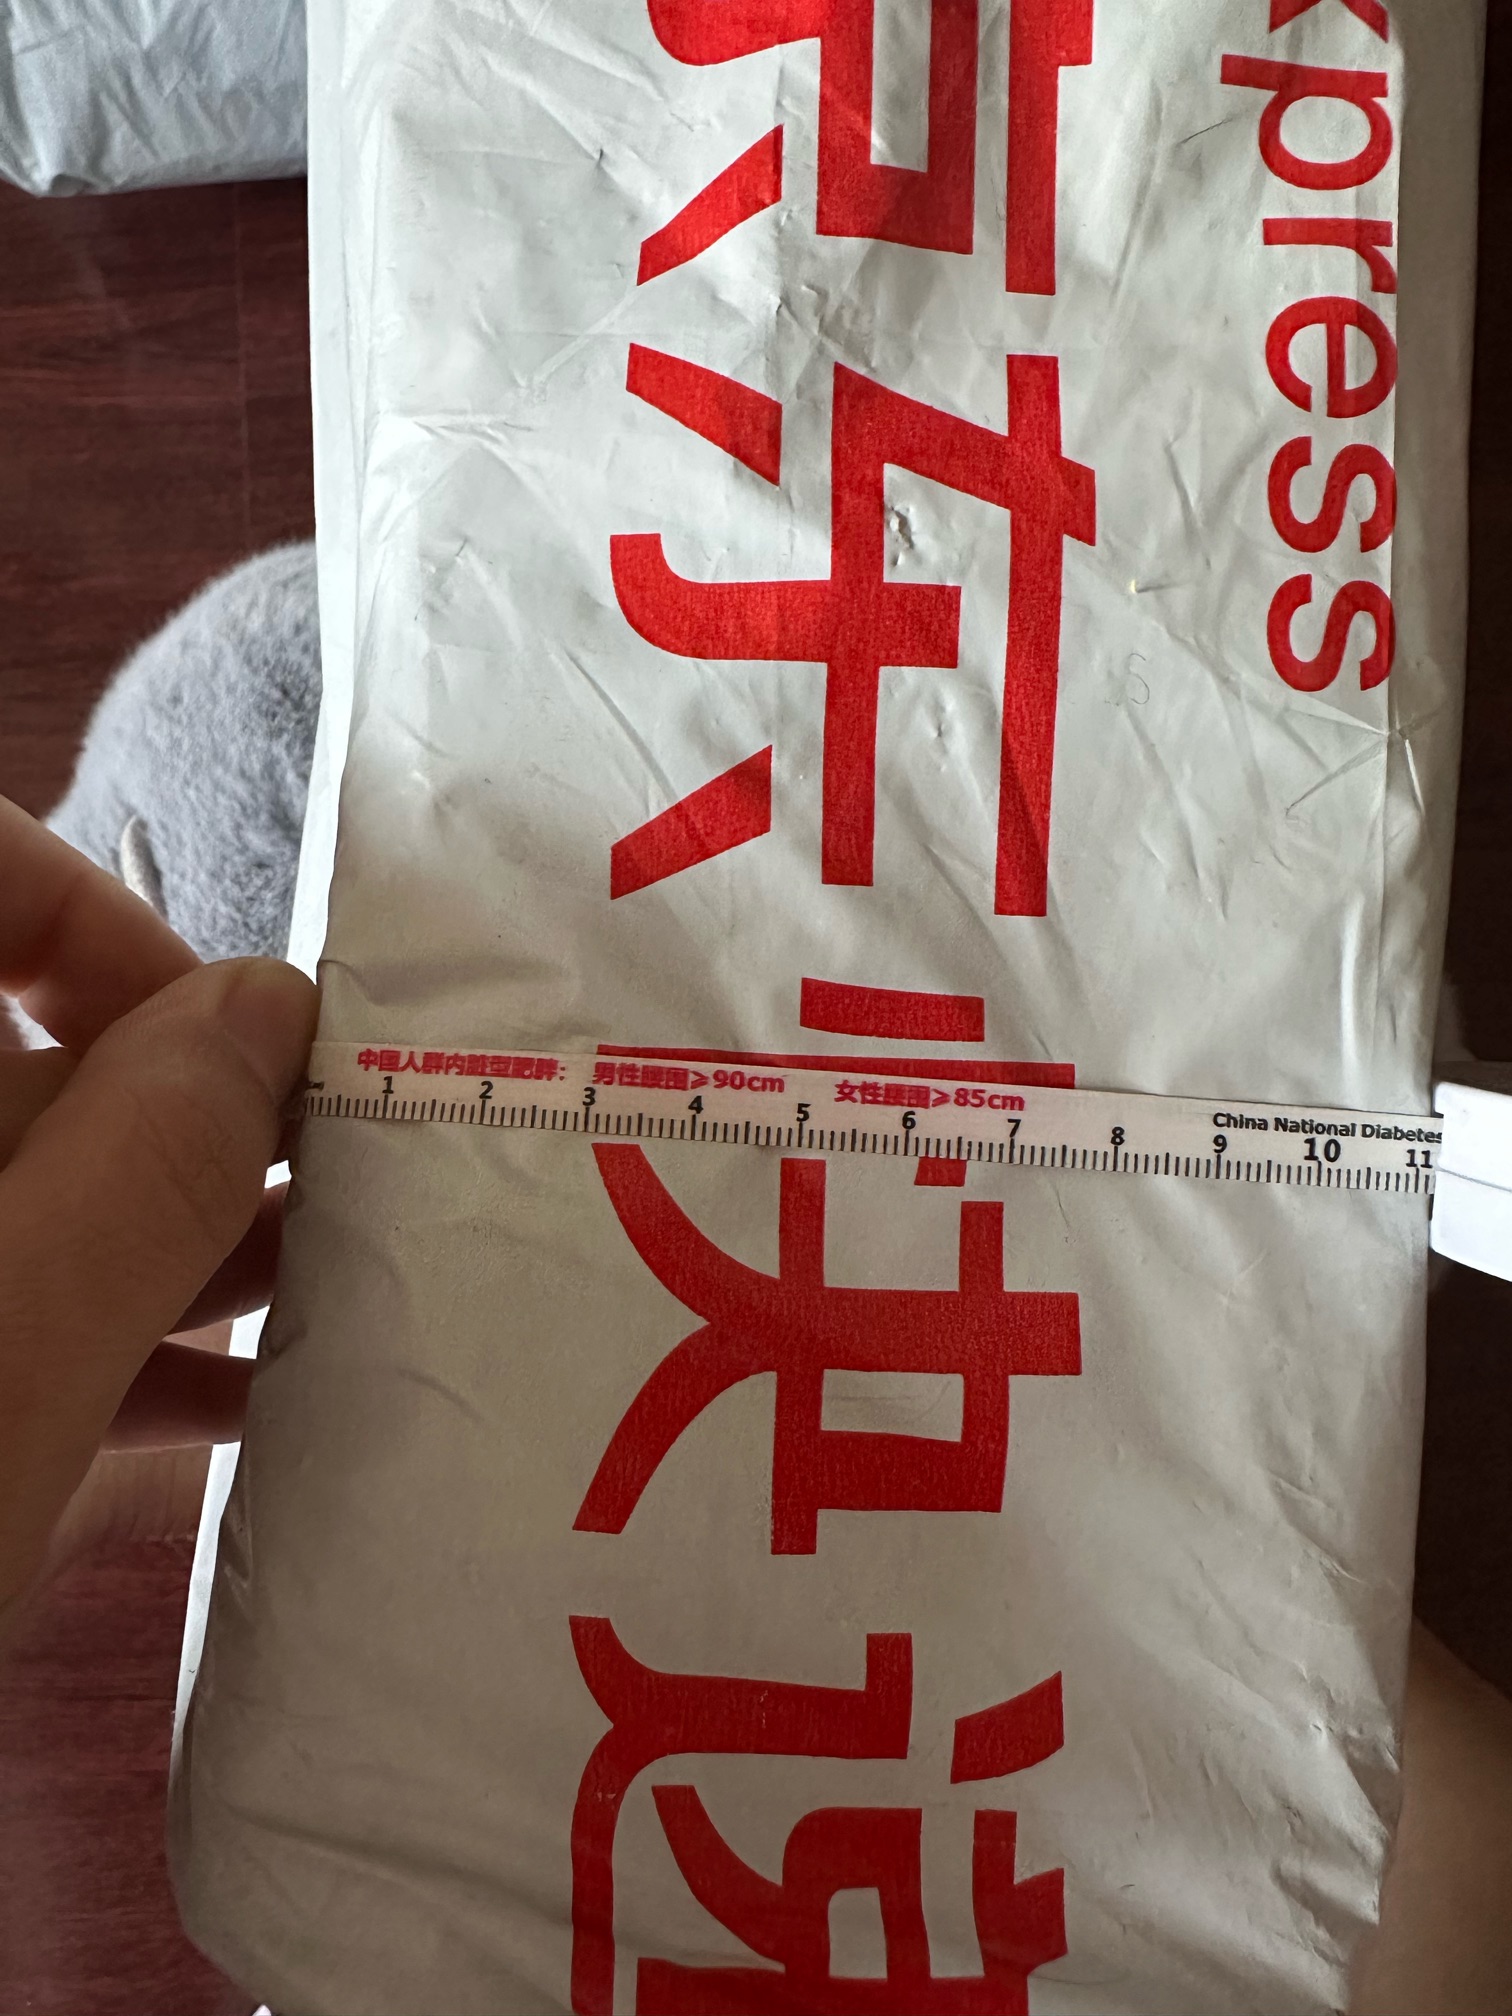 xpress
京东快递
中国人群内脏型肥胖： 男性腰围≥90cm 女性腰围≥85cm
China National Diabetes
1 2 3 4 5 6 7 8 9 10 11